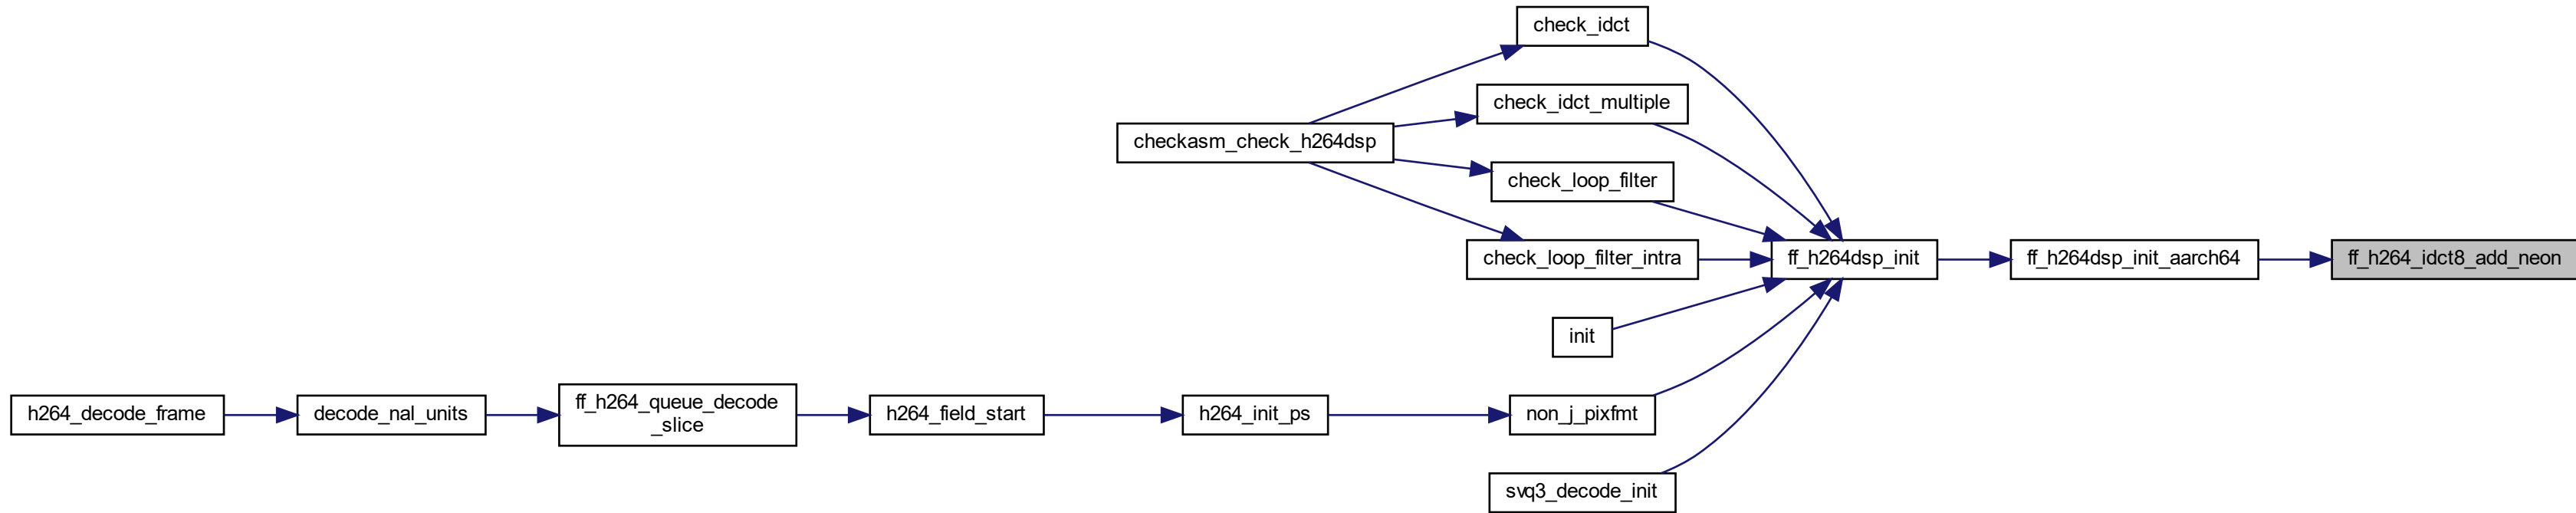 check_idct
check_idct_multiple
checkasm_check_h264dsp
check_loop_filter
check_loop_filter_intra
ff_h264dsp_init
ff_h264dsp_init_aarch64
ff_h264_idct8_add_neon
init
h264_decode_frame
decode_nal_units
ff_h264_queue_decode
_slice
h264_field_start
h264_init_ps
non_j_pixfmt
svq3_decode_init